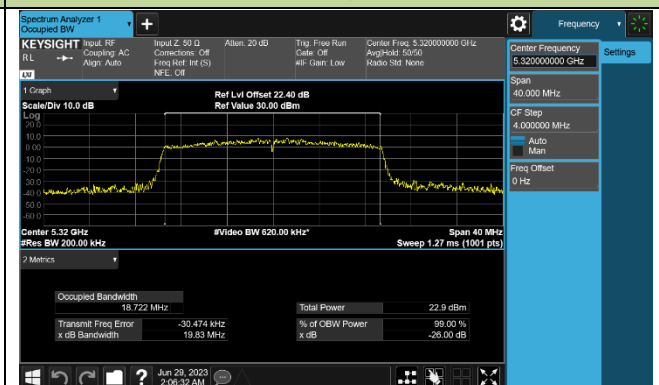 Spectrum Analyzer 1
Occupied BW
+
Frequency
KEYSIGHT Input: RF Input Z: 50 Ω Atten: 20 dB Trig: Free Run Center Freq: 5.320000000 GHz
RL Coupling: AC Corrections: Off Gate: Off Avg|Hold: 50/50
Align: Auto Freq Ref: Int (S) #IF Gain: Low Radio Std: None
NFE: Off
LXI
Center Frequency
5.320000000 GHz
Settings
Span
40.000 MHz
CF Step
4.000000 MHz
Auto
Man
Freq Offset
0 Hz
1 Graph
Ref Lvl Offset 22.40 dB
Scale/Div 10.0 dB Ref Value 30.00 dBm
Log
20.0
10.0
0.00
-10.0
-20.0
-30.0
-40.0
-50.0
-60.0
Center 5.32 GHz #Video BW 620.00 kHz* Span 40 MHz
#Res BW 200.00 kHz Sweep 1.27 ms (1001 pts)
2 Metrics
Occupied Bandwidth
18.722 MHz Total Power 22.9 dBm
Transmit Freq Error -30.474 kHz % of OBW Power 99.00 %
x dB Bandwidth 19.83 MHz x dB -26.00 dB
?
Jun 29, 2023
2:06:32 AM